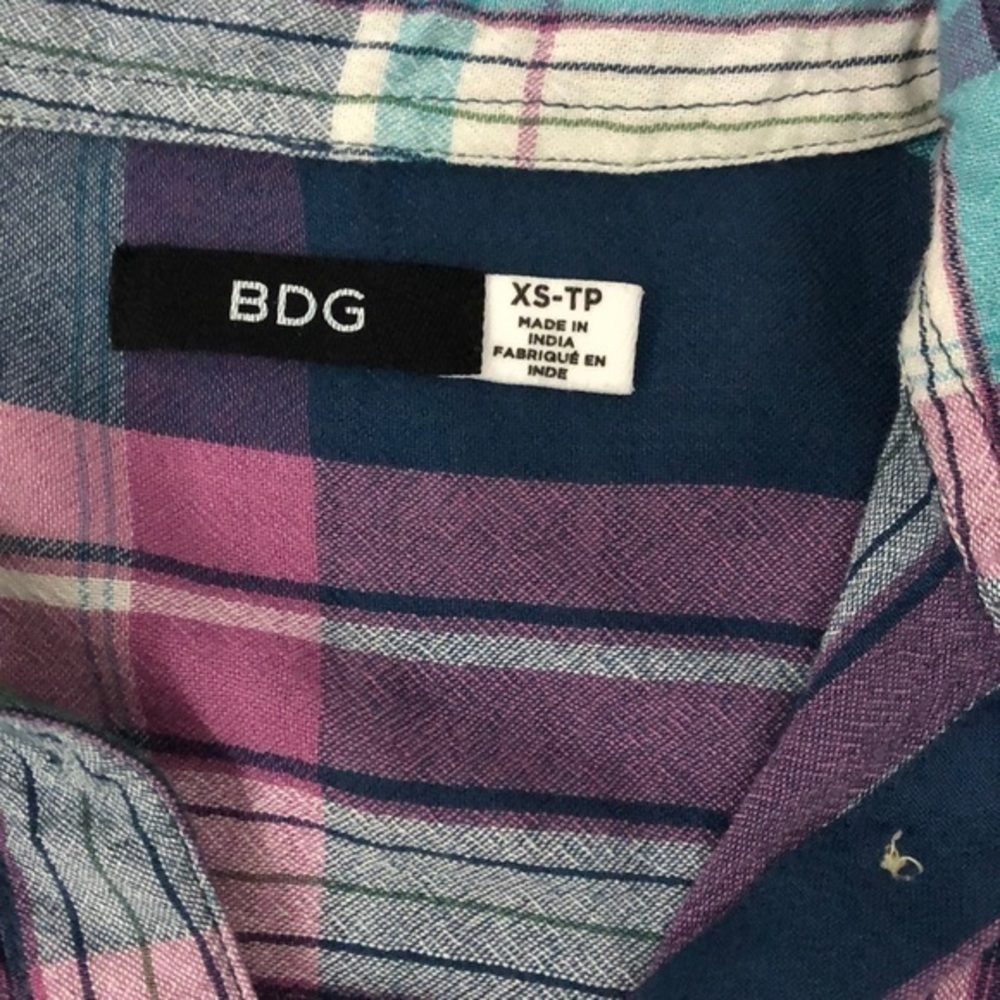 BDG
XS-TP
MADE IN
INDIA
FABRIQUÉ EN
INDE